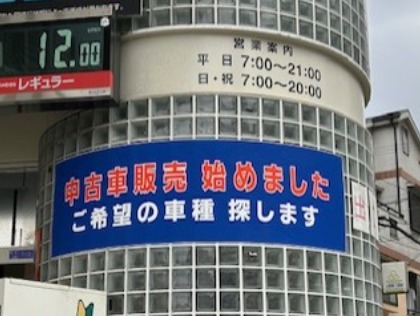 12.00
レギュラー
営業案内
平日 7:00～21:00
日・祝 7:00～20:00
中古車販売 始めました
ご希望の車種 探します
出